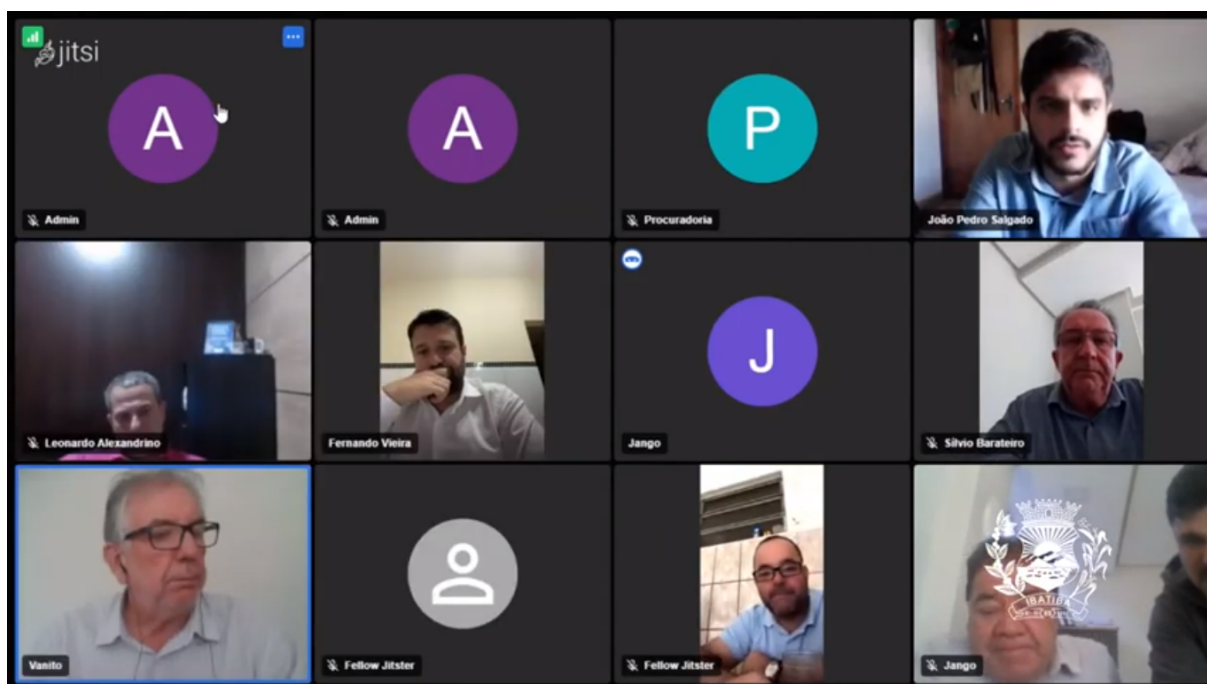 jitsi
A
A
P
Admin
Admin
Procuradoria
João Pedro Salgado
J
Leonardo Alexandrino
Fernando Vieira
Jango
Silvio Barateiro
IBATIBA
Vanito
Fellow Jitster
Fellow Jitster
Jango